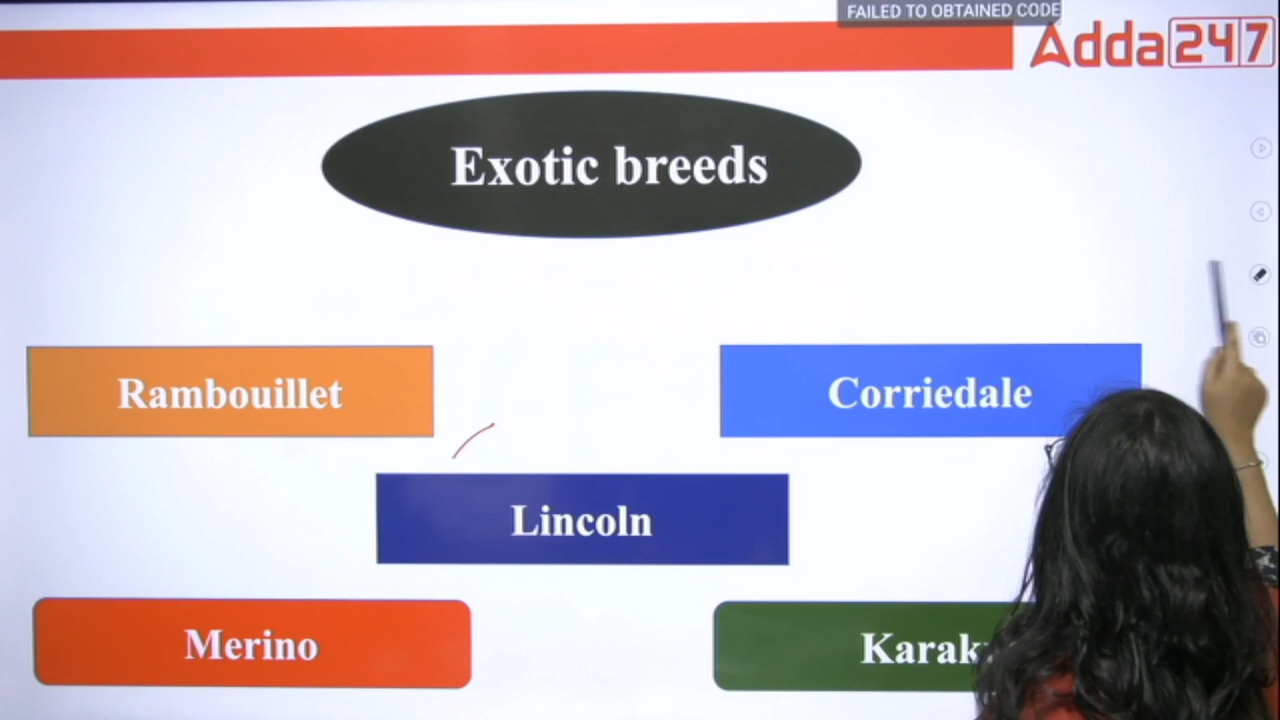 FAILED TO OBTAINED CODE
Adda247
Exotic breeds
Rambouillet
Corriedale
Lincoln
Merino